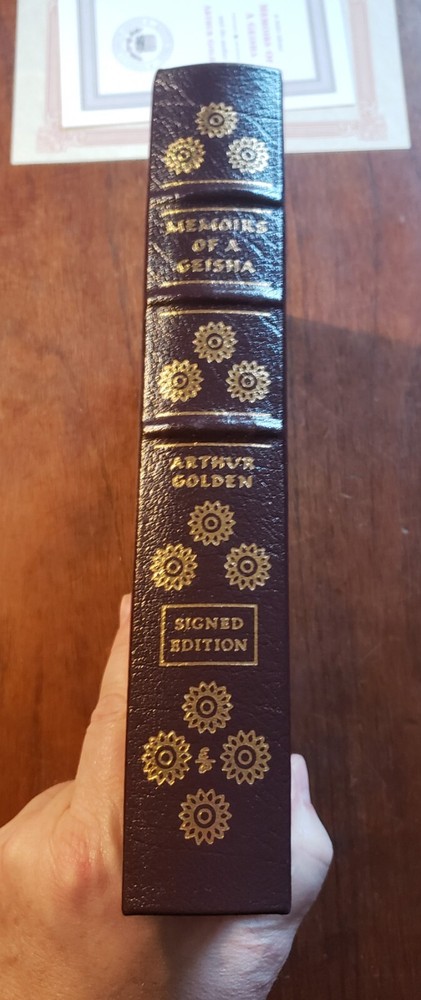 MEMOIRS
OF A
GEISHA
ARTHUR
GOLDEN
SIGNED
EDITION